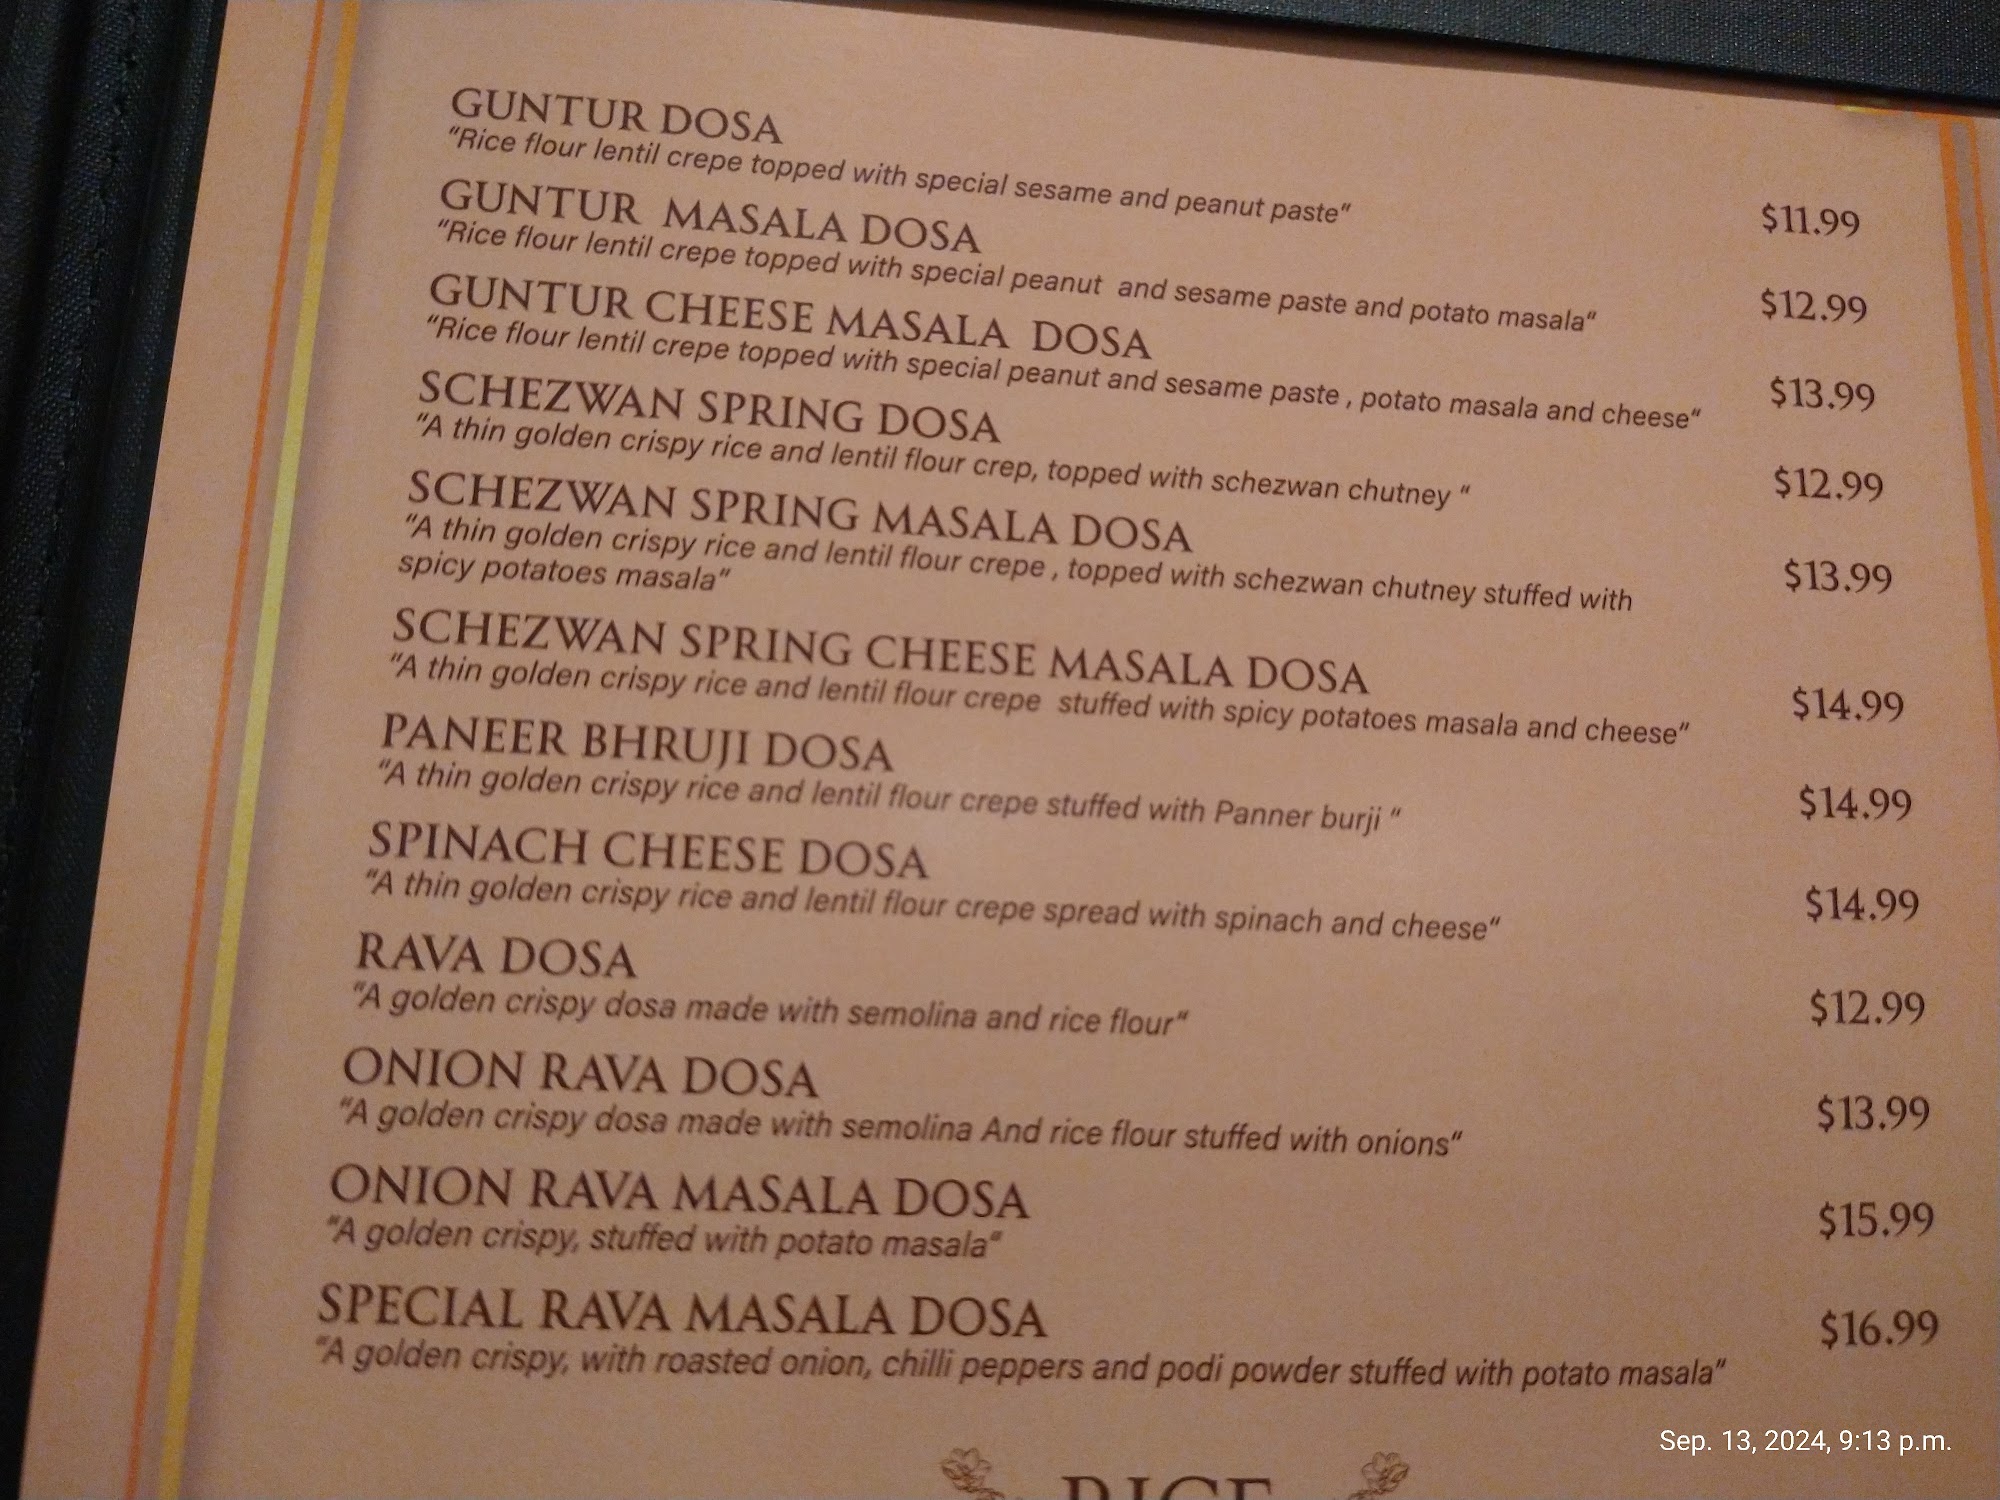 GUNTUR DOSA
"Rice flour lentil crepe topped with special sesame and peanut paste" $11.99
GUNTUR MASALA DOSA
"Rice flour lentil crepe topped with special peanut and sesame paste and potato masala" $12.99
GUNTUR CHEESE MASALA DOSA
"Rice flour lentil crepe topped with special peanut and sesame paste , potato masala and cheese" $13.99
SCHEZWAN SPRING DOSA
"A thin golden crispy rice and lentil flour crep, topped with schezwan chutney " $12.99
SCHEZWAN SPRING MASALA DOSA
"A thin golden crispy rice and lentil flour crepe , topped with schezwan chutney stuffed with $13.99
spicy potatoes masala"
SCHEZWAN SPRING CHEESE MASALA DOSA
"A thin golden crispy rice and lentil flour crepe stuffed with spicy potatoes masala and cheese" $14.99
PANEER BHRUJI DOSA
"A thin golden crispy rice and lentil flour crepe stuffed with Panner burji " $14.99
SPINACH CHEESE DOSA
"A thin golden crispy rice and lentil flour crepe spread with spinach and cheese" $14.99
RAVA DOSA
"A golden crispy dosa made with semolina and rice flour" $12.99
ONION RAVA DOSA
"A golden crispy dosa made with semolina And rice flour stuffed with onions" $13.99
ONION RAVA MASALA DOSA $15.99
"A golden crispy, stuffed with potato masala"
SPECIAL RAVA MASALA DOSA $16.99
"A golden crispy, with roasted onion, chilli peppers and podi powder stuffed with potato masala"
Sep. 13, 2024, 9:13 p.m.
RICE